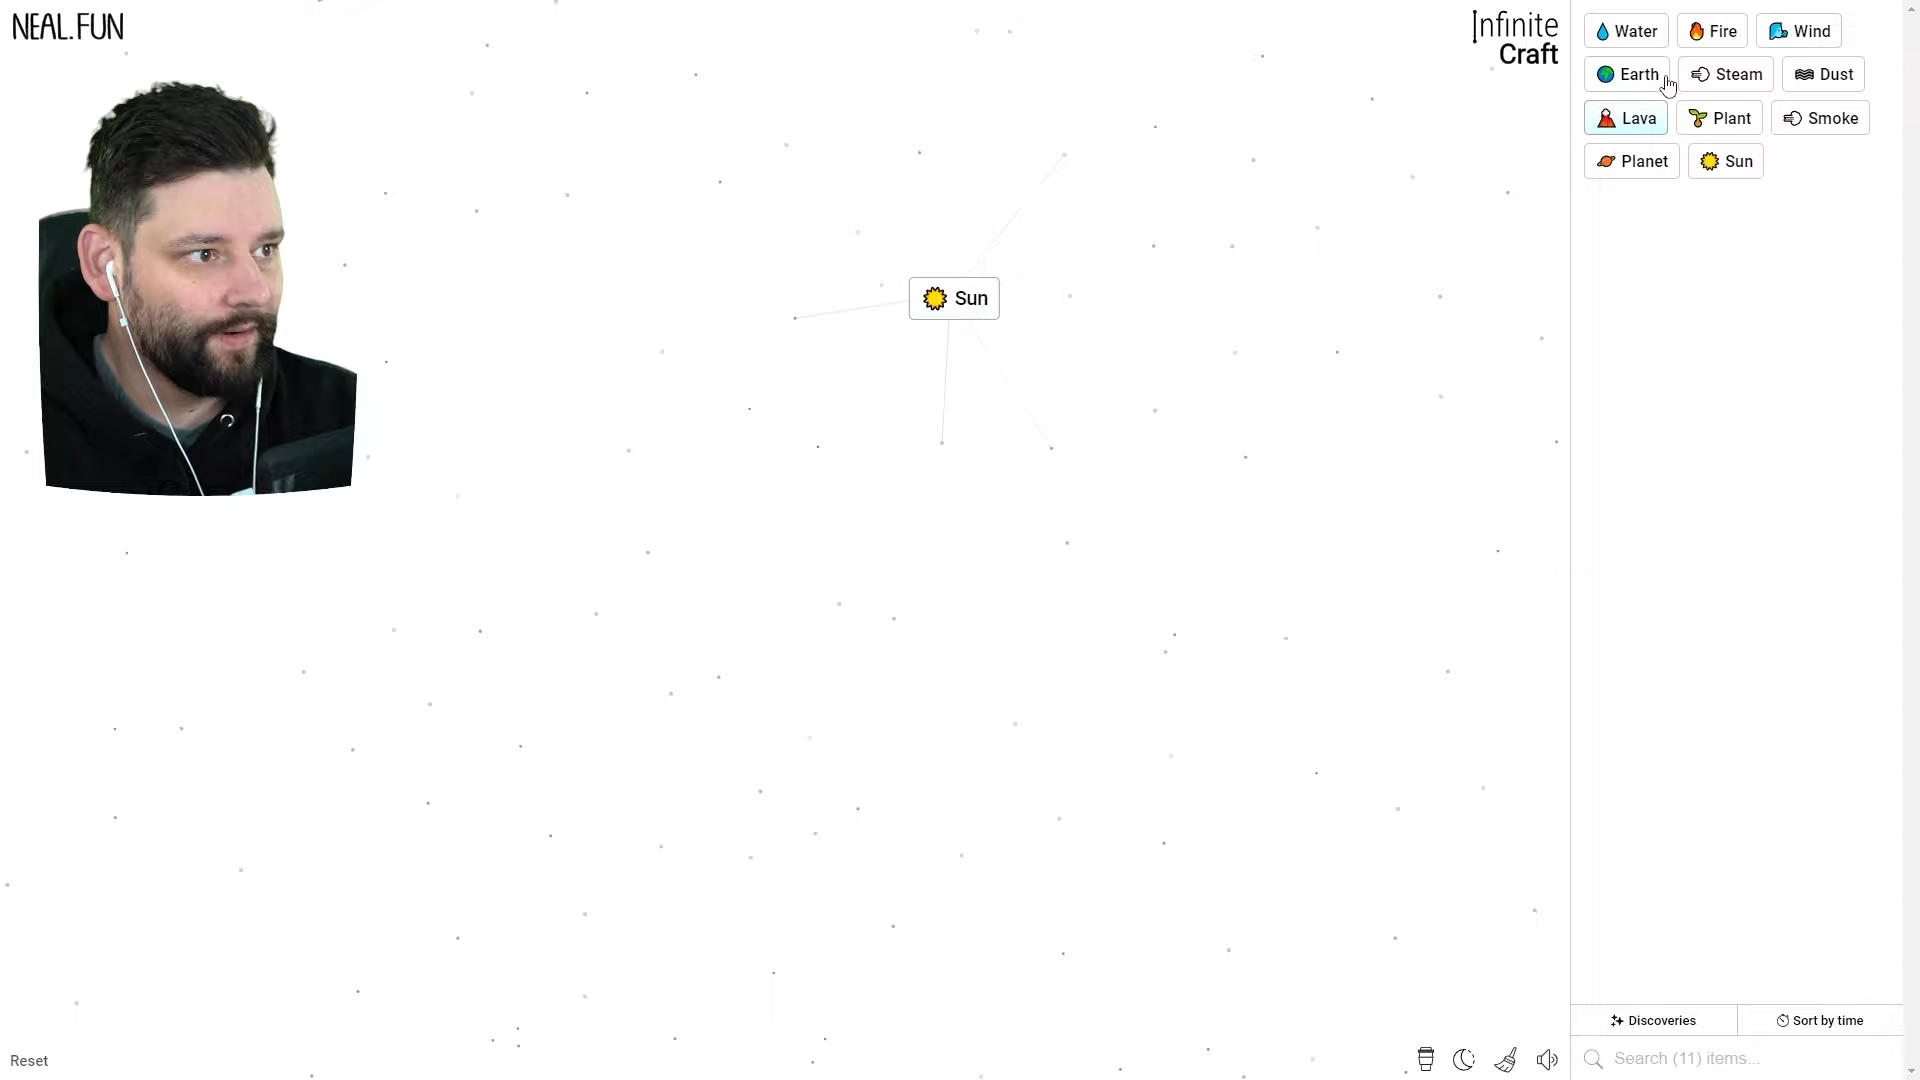 NEAL.FUN
Infinite
Craft
Water Fire Wind
Earth Steam Dust
Lava Plant Smoke
Planet Sun
Sun
Discoveries Sort by time
Reset
Search (11) items...